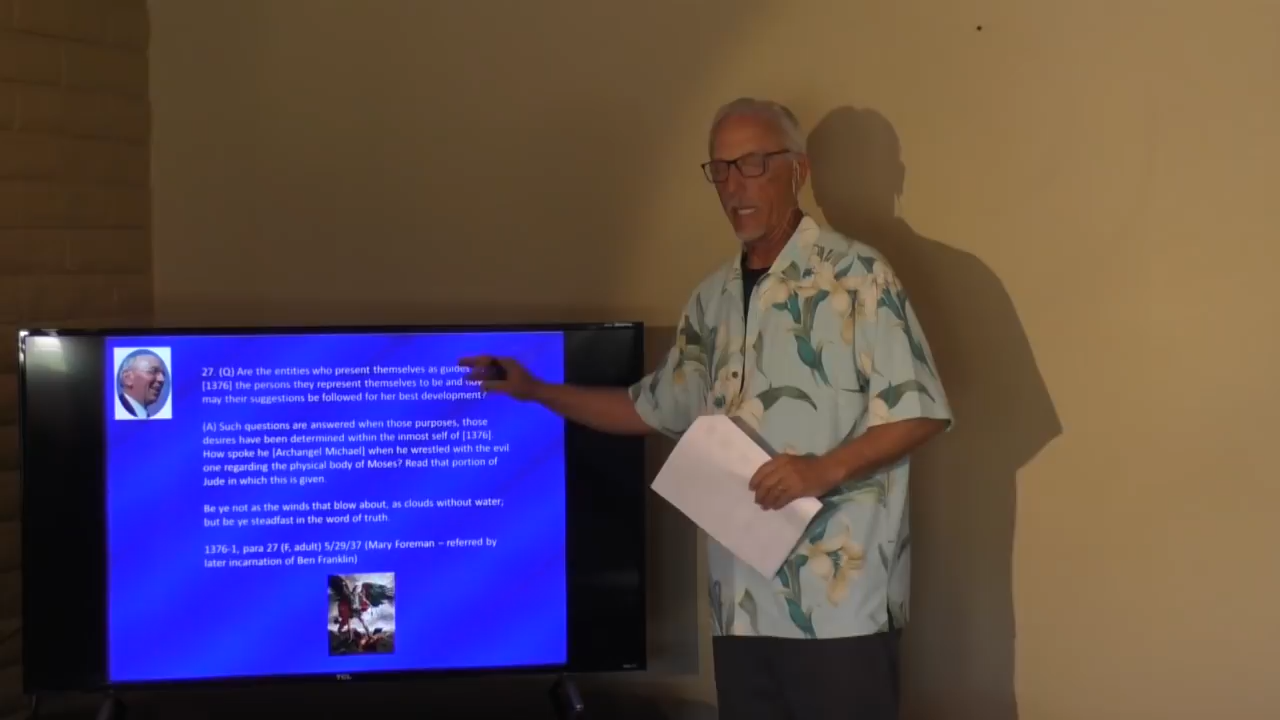 27. (Q) Are the entities who present themselves as guides
[1376] the persons they represent themselves to be and how
may their suggestions be followed for her best development?
(A) Such questions are answered when those purposes, those
desires have been determined within the inmost self of [1376].
How spoke he [Archangel Michael] when he wrestled with the evil
one regarding the physical body of Moses? Read that portion of
Jude in which this is given.
Be ye not as the winds that blow about, as clouds without water;
but be ye steadfast in the word of truth.
1376-1, para 27 (F, adult) 5/29/37 (Mary Foreman – referred by
later incarnation of Ben Franklin)
TCL